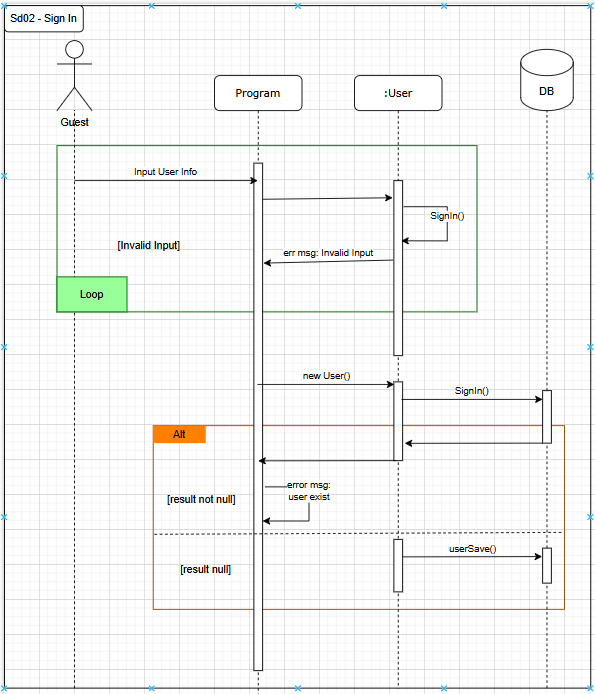 Sd02 - Sign In
Guest
Program
:User
DB
Input User Info
SignIn()
[Invalid Input]
err msg: Invalid Input
Loop
new User()
SignIn()
Alt
error msg:
user exist
[result not null]
userSave()
[result null]